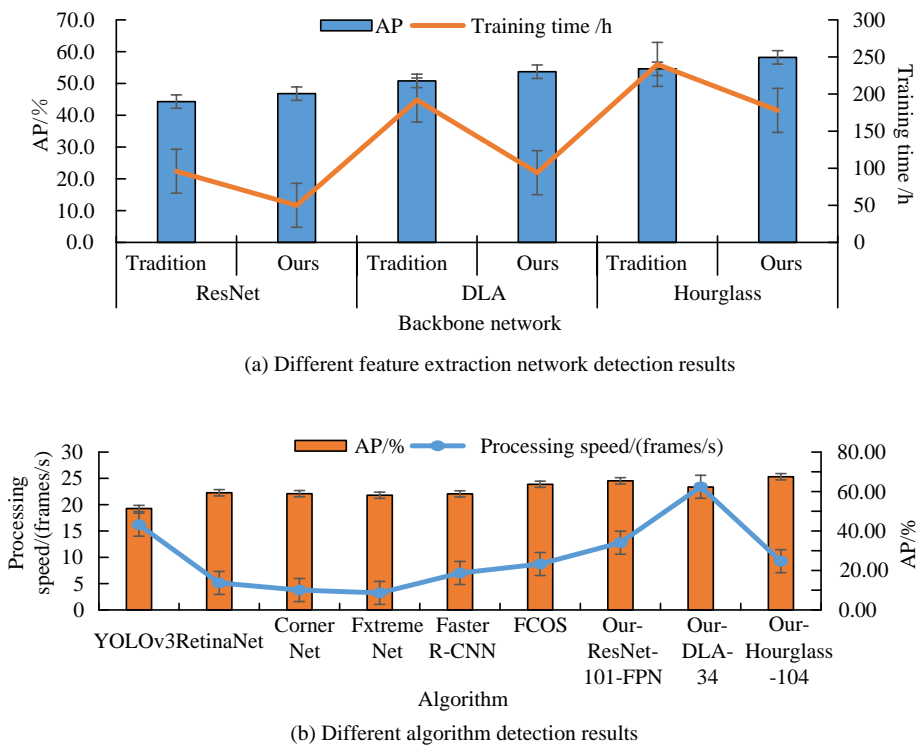 AP
Training time /h
70.0
60.0
50.0
40.0
30.0
20.0
10.0
0.0
AP/%
300
250
200
150
100
50
0
Training time /h
Tradition Ours Tradition Ours Tradition Ours
ResNet DLA Hourglass
Backbone network
(a) Different feature extraction network detection results
AP/% Processing speed/(frames/s)
30
25
20
15
10
5
0
Processing
speed/(frames/s)
80.00
60.00
40.00
20.00
0.00
AP/%
YOLOv3
RetinaNet
Corner
Net
Fxtreme
Net
Faster
R-CNN
FCOS
Our-
ResNet-
101-FPN
Our-
DLA-
34
Our-
Hourglass
-104
Algorithm
(b) Different algorithm detection results